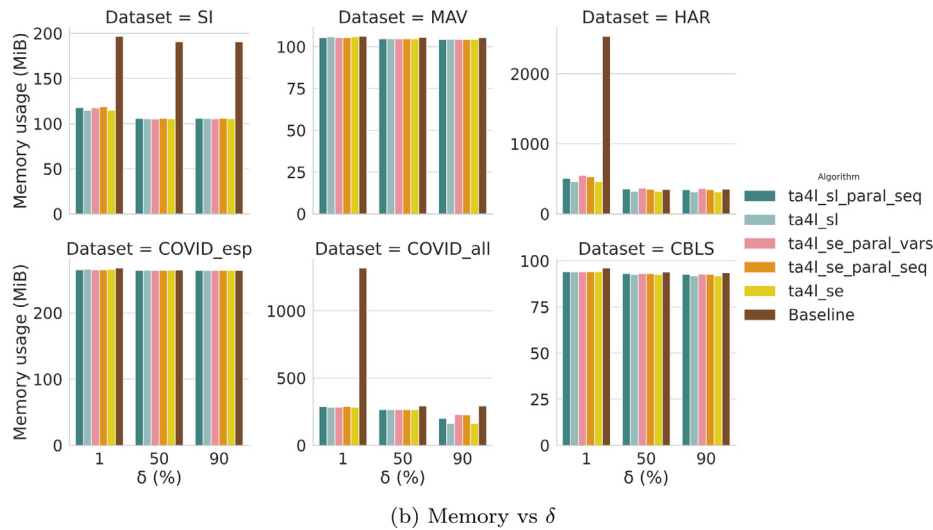 Dataset = SI
Dataset = MAV
Dataset = HAR
Memory usage (MiB)
200
150
100
50
0
100
75
50
25
0
2000
1000
0
Algorithm
ta4l_sl_paral_seq
ta4l_sl
ta4l_se_paral_vars
ta4l_se_paral_seq
ta4l_se
Baseline
Dataset = COVID_esp
Dataset = COVID_all
Dataset = CBLS
Memory usage (MiB)
200
100
0
1000
500
0
100
75
50
25
0
1 50 90
1 50 90
1 50 90
δ (%)
δ (%)
δ (%)
(b) Memory vs δ